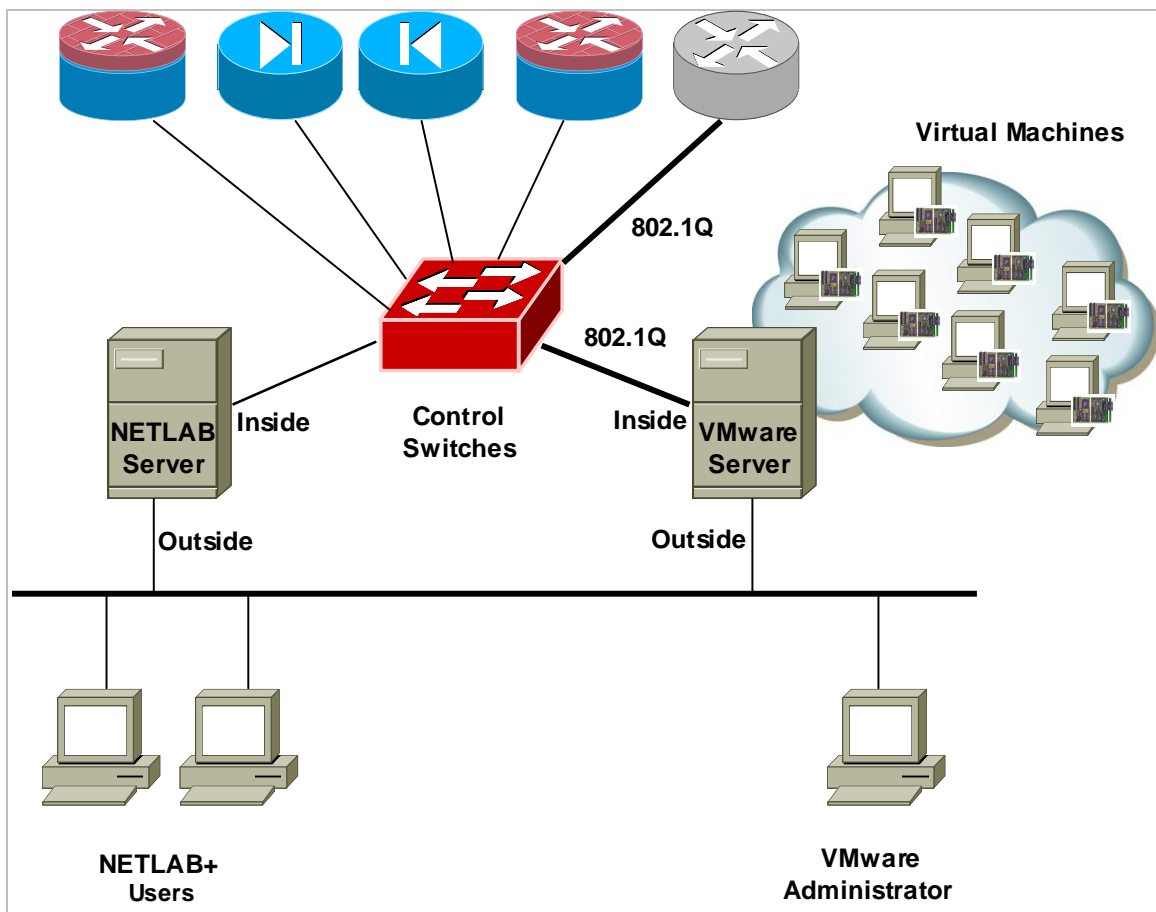 Virtual Machines
802.1Q
802.1Q
Inside
Control
Switches
Inside
NETLAB
Server
VMware
Server
Outside
Outside
NETLAB+
Users
VMware
Administrator